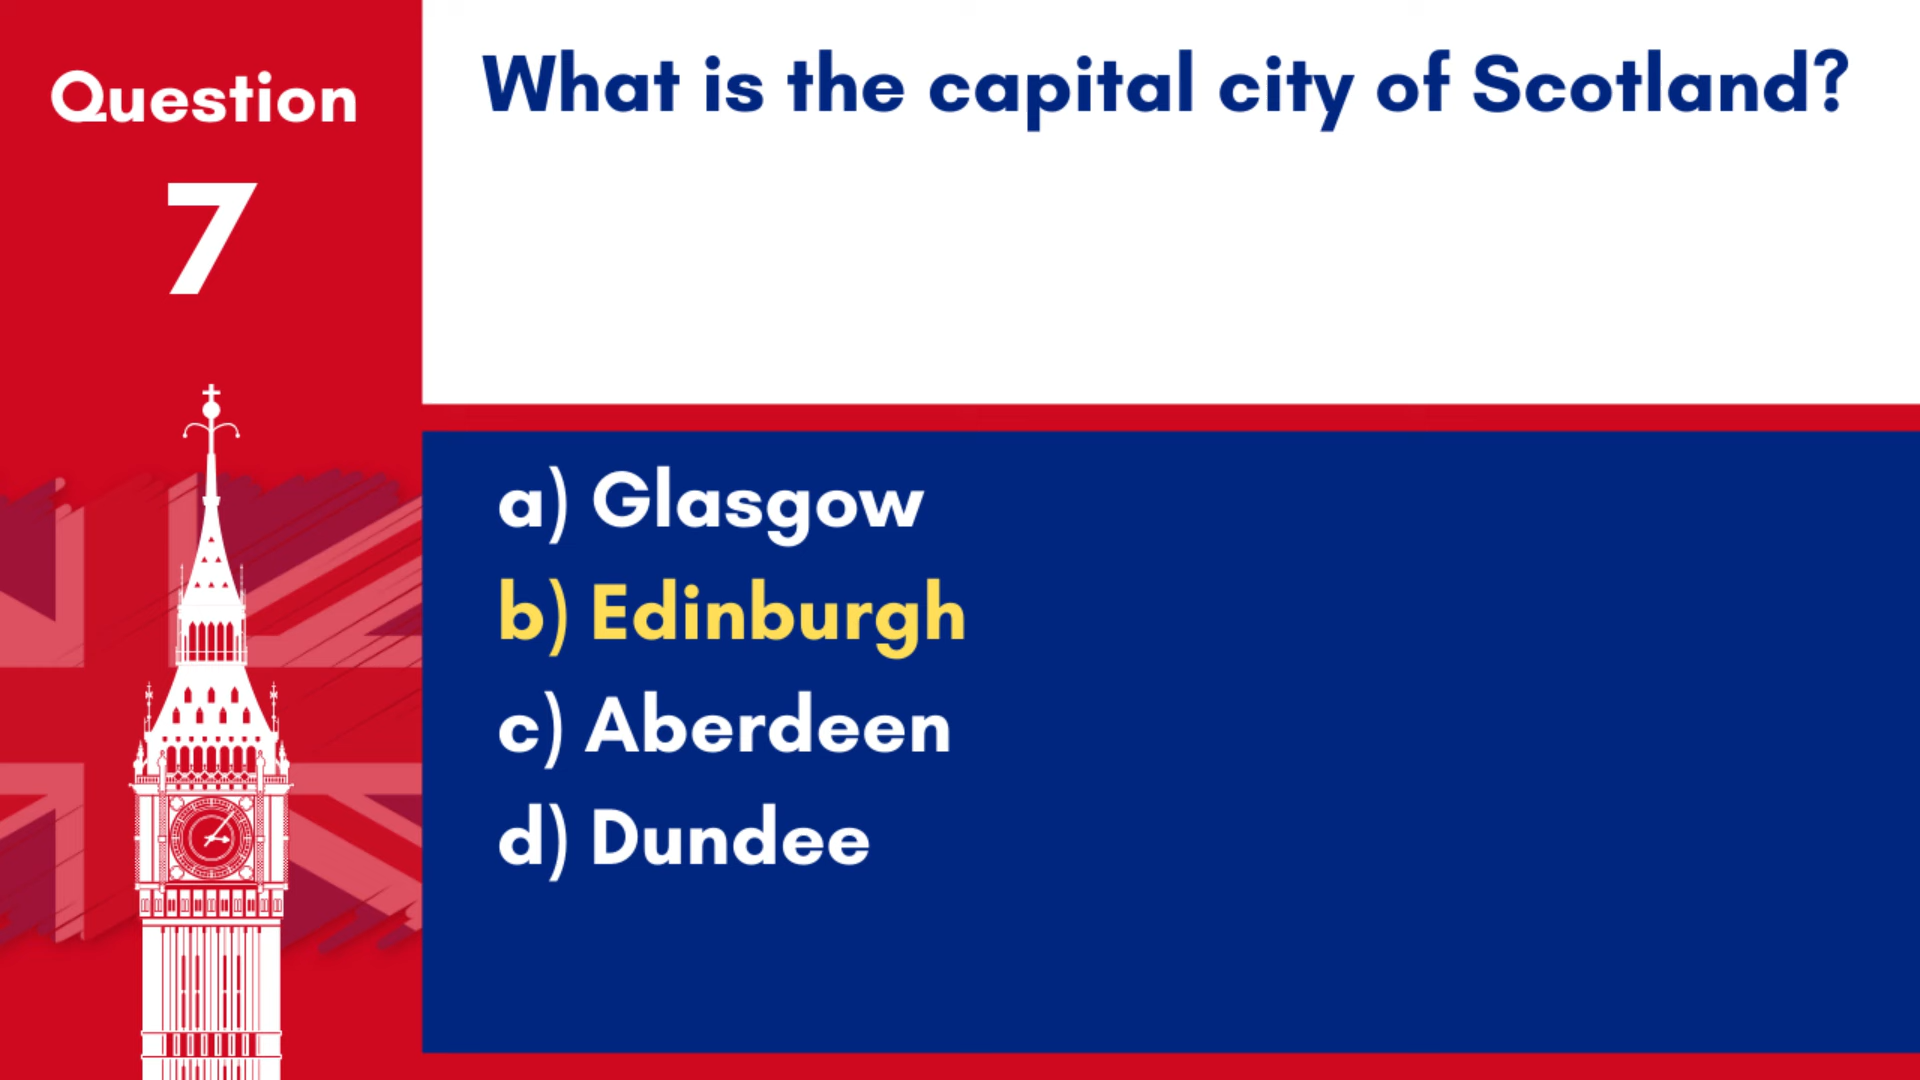 Question
7
What is the capital city of Scotland?
a) Glasgow
b) Edinburgh
c) Aberdeen
d) Dundee